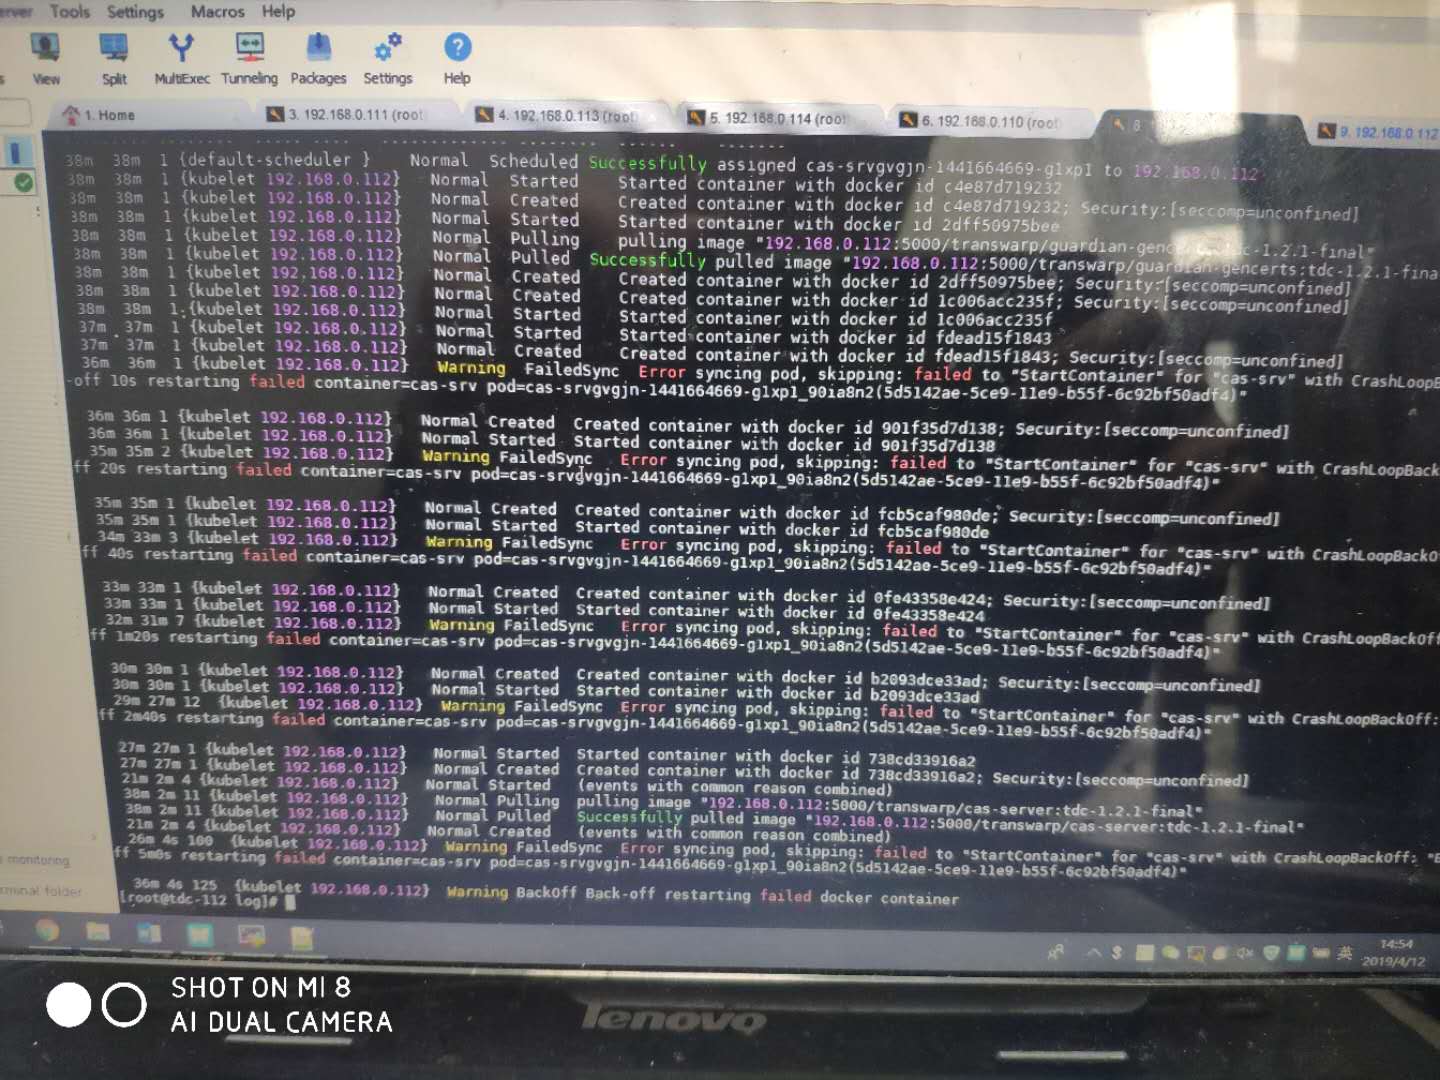 Tools Settings Macros Help
View Split MultiExec Tunneling Packages Settings Help
1. Home 3. 192.168.0.111 (root 4. 192.168.0.113 (root) 5. 192.168.0.114 (root 6. 192.168.0.110 (root 8 9. 192.168.0.112
38m 38m 1 {default-scheduler } Normal Scheduled Successfully assigned cas-srvgvgjn-1441664669-g1xp1 to 192.168.0.112
38m 38m 1 {kubelet 192.168.0.112} Normal Started Started container with docker id c4e87d719232
38m 38m 1 {kubelet 192.168.0.112} Normal Created Created container with docker id c4e87d719232; Security:[seccomp=unconfined]
38m 38m 1 {kubelet 192.168.0.112} Normal Started Started container with docker id 2dff50975bee
38m 38m 1 {kubelet 192.168.0.112} Normal Pulling pulling image "192.168.0.112:5000/transwarp/guardian-gencerts:tdc-1.2.1-final"
38m 38m 1 {kubelet 192.168.0.112} Normal Pulled Successfully pulled image "192.168.0.112:5000/transwarp/guardian-gencerts:tdc-1.2.1-fina
38m 38m 1 {kubelet 192.168.0.112} Normal Created Created container with docker id 2dff50975bee; Security:[seccomp=unconfined]
38m 38m 1 {kubelet 192.168.0.112} Normal Created Created container with docker id 1c006acc235f; Security:[seccomp=unconfined]
38m 38m 1 {kubelet 192.168.0.112} Normal Started Started container with docker id 1c006acc235f
37m 37m 1 {kubelet 192.168.0.112} Normal Started Started container with docker id fdead15f1843
37m 37m 1 {kubelet 192.168.0.112} Normal Created Created container with docker id fdead15f1843; Security:[seccomp=unconfined]
36m 36m 1 {kubelet 192.168.0.112} Warning FailedSync Error syncing pod, skipping: failed to "StartContainer" for "cas-srv" with CrashLoopB
-off 10s restarting failed container=cas-srv pod=cas-srvgvgjn-1441664669-g1xp1_90ia8n2(5d5142ae-5ce9-11e9-b55f-6c92bf50adf4)"
36m 36m 1 {kubelet 192.168.0.112} Normal Created Created container with docker id 901f35d7d138; Security:[seccomp=unconfined]
36m 36m 1 {kubelet 192.168.0.112} Normal Started Started container with docker id 901f35d7d138
35m 35m 2 {kubelet 192.168.0.112} Warning FailedSync Error syncing pod, skipping: failed to "StartContainer" for "cas-srv" with CrashLoopBack
ff 20s restarting failed container=cas-srv pod=cas-srvgvgjn-1441664669-g1xp1_90ia8n2(5d5142ae-5ce9-11e9-b55f-6c92bf50adf4)"
35m 35m 1 {kubelet 192.168.0.112} Normal Created Created container with docker id fcb5caf980de; Security:[seccomp=unconfined]
35m 35m 1 {kubelet 192.168.0.112} Normal Started Started container with docker id fcb5caf980de
34m 33m 3 {kubelet 192.168.0.112} Warning FailedSync Error syncing pod, skipping: failed to "StartContainer" for "cas-srv" with CrashLoopBackO
ff 40s restarting failed container=cas-srv pod=cas-srvgvgjn-1441664669-g1xp1_90ia8n2(5d5142ae-5ce9-11e9-b55f-6c92bf50adf4)"
33m 33m 1 {kubelet 192.168.0.112} Normal Created Created container with docker id 0fe43358e424; Security:[seccomp=unconfined]
33m 33m 1 {kubelet 192.168.0.112} Normal Started Started container with docker id 0fe43358e424
32m 31m 7 {kubelet 192.168.0.112} Warning FailedSync Error syncing pod, skipping: failed to "StartContainer" for "cas-srv" with CrashLoopBackOff
ff 1m20s restarting failed container=cas-srv pod=cas-srvgvgjn-1441664669-g1xp1_90ia8n2(5d5142ae-5ce9-11e9-b55f-6c92bf50adf4)"
30m 30m 1 {kubelet 192.168.0.112} Normal Created Created container with docker id b2093dce33ad; Security:[seccomp=unconfined]
30m 30m 1 {kubelet 192.168.0.112} Normal Started Started container with docker id b2093dce33ad
29m 27m 12 {kubelet 192.168.0.112} Warning FailedSync Error syncing pod, skipping: failed to "StartContainer" for "cas-srv" with CrashLoopBackOff:
ff 2m40s restarting failed container=cas-srv pod=cas-srvgvgjn-1441664669-g1xp1_90ia8n2(5d5142ae-5ce9-11e9-b55f-6c92bf50adf4)"
27m 27m 1 {kubelet 192.168.0.112} Normal Started Started container with docker id 738cd33916a2
27m 27m 1 {kubelet 192.168.0.112} Normal Created Created container with docker id 738cd33916a2; Security:[seccomp=unconfined]
21m 2m 4 {kubelet 192.168.0.112} Normal Started (events with common reason combined)
38m 2m 11 {kubelet 192.168.0.112} Normal Pulling pulling image "192.168.0.112:5000/transwarp/cas-server:tdc-1.2.1-final"
38m 2m 11 {kubelet 192.168.0.112} Normal Pulled Successfully pulled image "192.168.0.112:5000/transwarp/cas-server:tdc-1.2.1-final"
21m 2m 4 {kubelet 192.168.0.112} Normal Created (events with common reason combined)
26m 4s 100 {kubelet 192.168.0.112} Warning FailedSync Error syncing pod, skipping: failed to "StartContainer" for "cas-srv" with CrashLoopBackOff: "B
ff 5m0s restarting failed container=cas-srv pod=cas-srvgvgjn-1441664669-g1xp1_90ia8n2(5d5142ae-5ce9-11e9-b55f-6c92bf50adf4)"
36m 4s 125 {kubelet 192.168.0.112} Warning BackOff Back-off restarting failed docker container
[root@tdc-112 log]#
monitoring
folder
英 14:54
2019/4/12
SHOT ON MI 8
AI DUAL CAMERA
lenovo